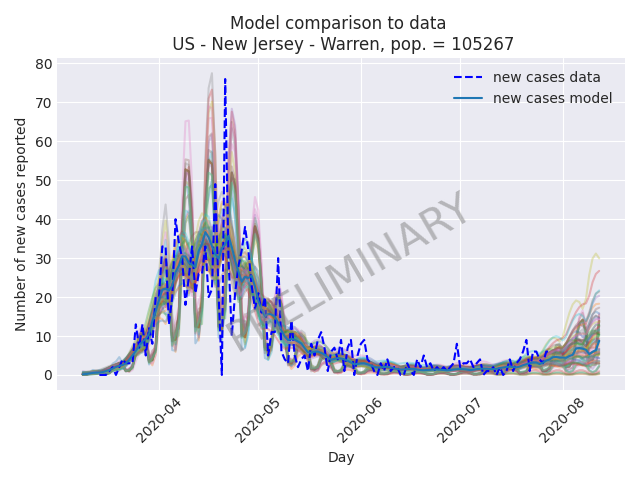 Model comparison to data
US - New Jersey - Warren, pop. = 105267
new cases data
new cases model
PRELIMINARY
Number of new cases reported
80
70
60
50
40
30
20
10
0
2020-04
2020-05
2020-06
2020-07
2020-08
Day